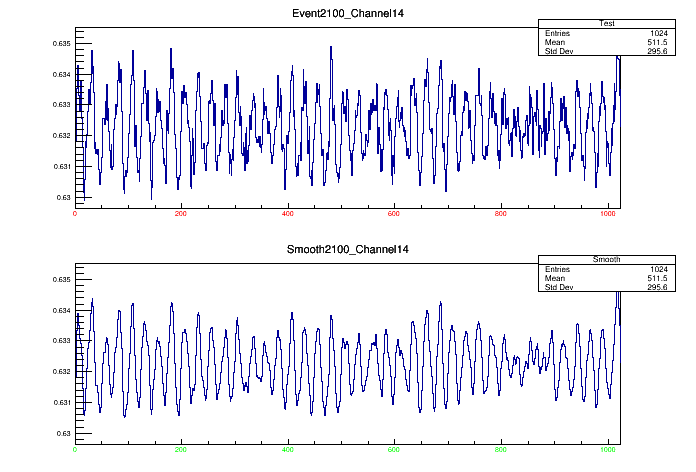 Event2100_Channel14
Test
Entries 1024
Mean 511.5
Std Dev 295.6
0.635
0.634
0.633
0.632
0.631
0.63
0 200 400 600 800 1000
Smooth2100_Channel14
Smooth
Entries 1024
Mean 511.5
Std Dev 295.6
0.635
0.634
0.633
0.632
0.631
0.63
0 200 400 600 800 1000